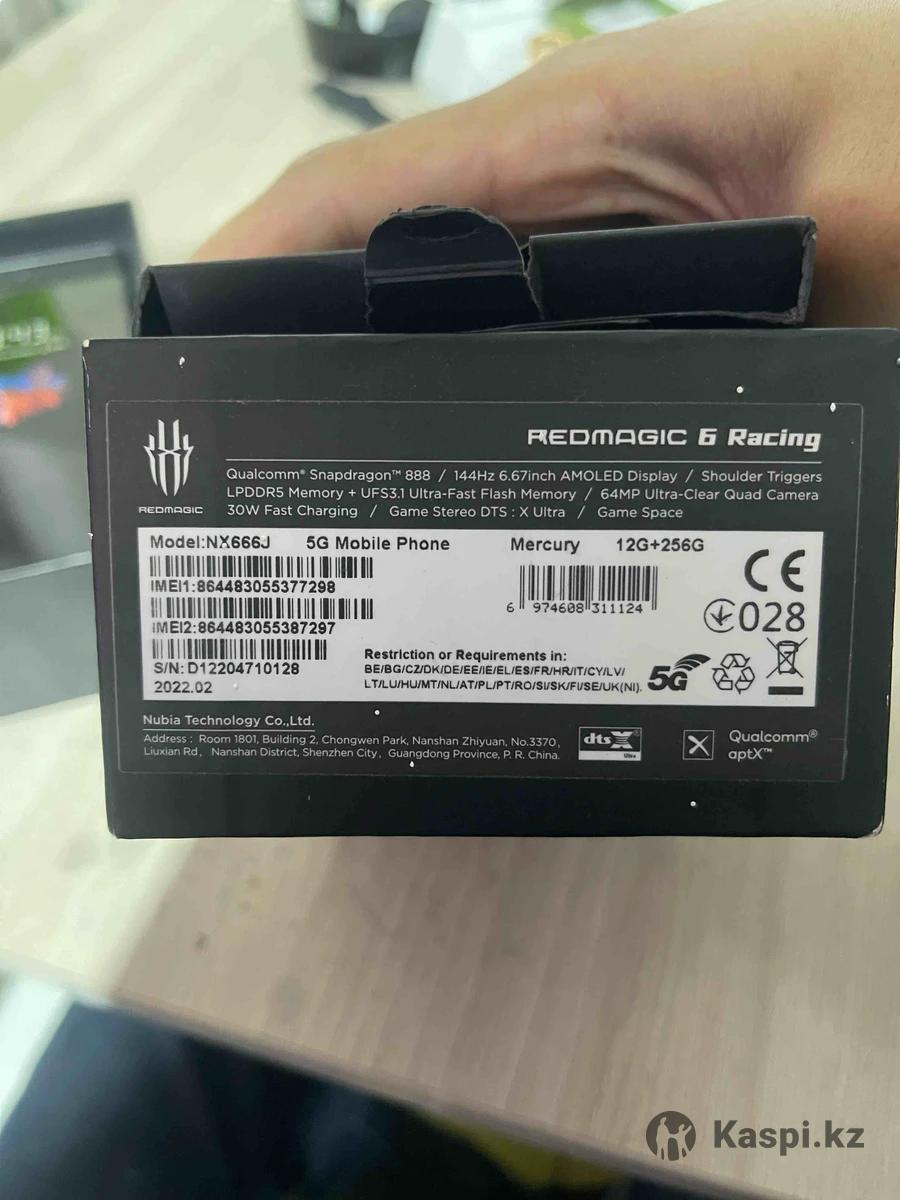 REDMAGIC 6 Racing
REDMAGIC
Qualcomm® Snapdragon™ 888 / 144Hz 6.67inch AMOLED Display / Shoulder Triggers
LPDDR5 Memory + UFS3.1 Ultra-Fast Flash Memory / 64MP Ultra-Clear Quad Camera
30W Fast Charging / Game Stereo DTS : X Ultra / Game Space
Model:NX666J 5G Mobile Phone Mercury 12G+256G
IMEI1:864483055377298
IMEI2:864483055387297
S/N: D12204710128
2022.02
6 974608 311124
CE
028
Restriction or Requirements in:
BE/BG/CZ/DK/DE/EE/IE/EL/ES/FR/HR/IT/CY/LV/
LT/LU/HU/MT/NL/AT/PL/PT/RO/SI/SK/FI/SE/UK(NI).
5G
Nubia Technology Co.,Ltd.
Address : Room 1801, Building 2, Chongwen Park, Nanshan Zhiyuan, No.3370,
Liuxian Rd, Nanshan District, Shenzhen City, Guangdong Province, P. R. China.
dts X
Ultra
Qualcomm®
aptX™
Kaspi.kz